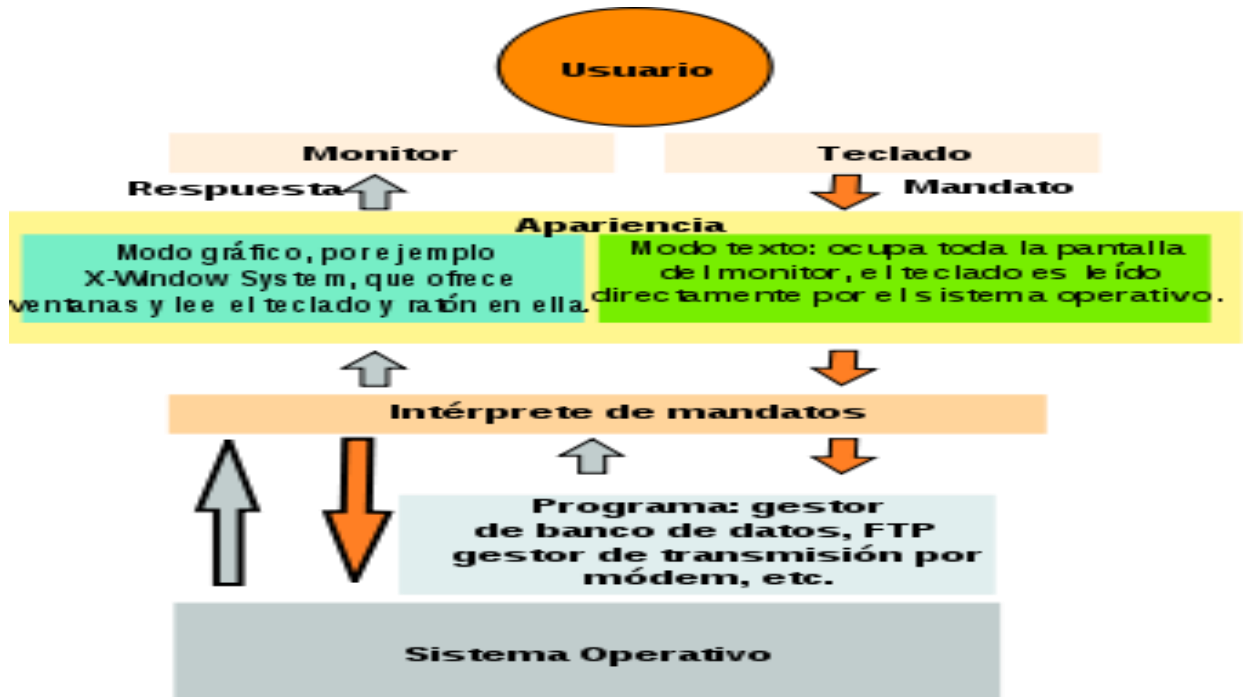 Usuario
Monitor
Teclado
Respuesta
Mandato
Apariencia
Modo gráfico, por ejemplo
X-Window System, que ofrece
ventanas y lee el teclado y ratón en ella.
Modo texto: ocupa toda la pantalla
del monitor, el teclado es leído
directamente por el sistema operativo.
Intérprete de mandatos
Programa: gestor
de banco de datos, FTP
gestor de transmisión por
módem, etc.
Sistema Operativo